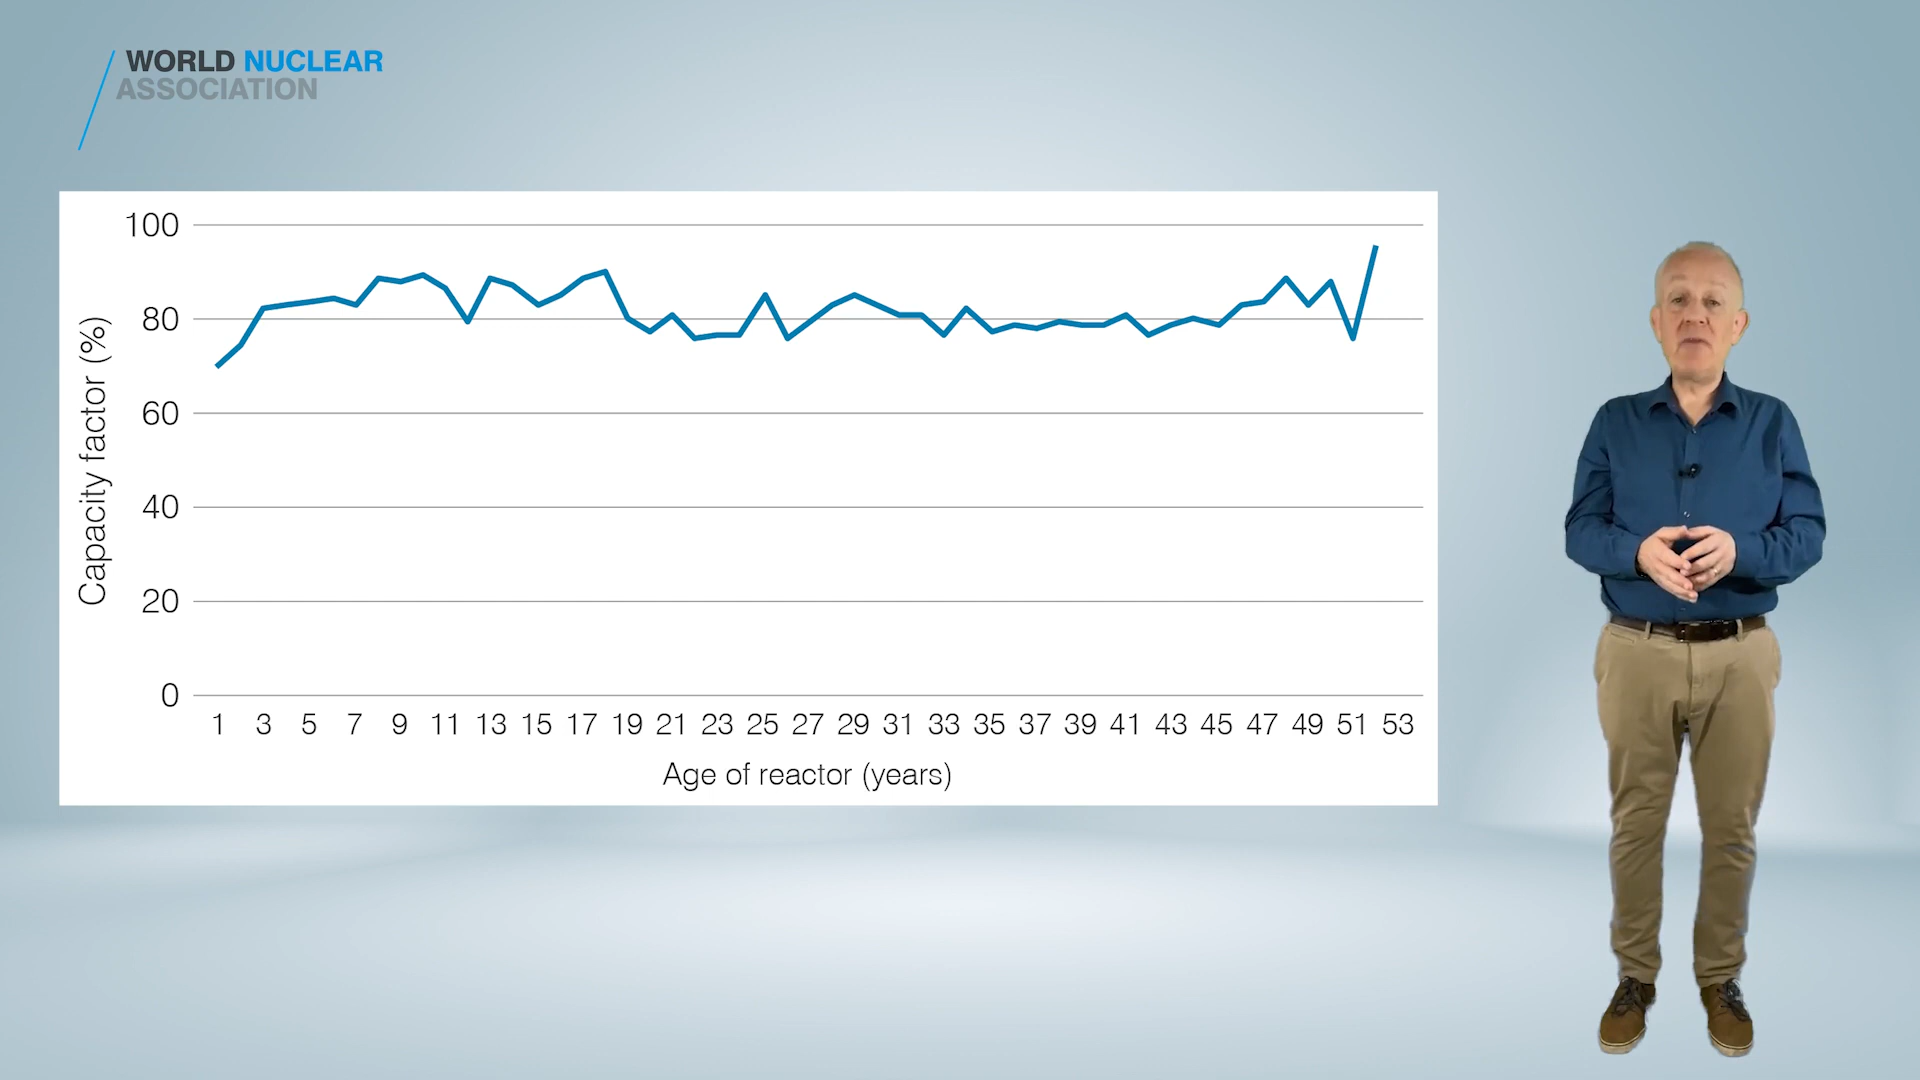 WORLD NUCLEAR
ASSOCIATION
100
80
60
40
20
0
Capacity factor (%)
1 3 5 7 9 11 13 15 17 19 21 23 25 27 29 31 33 35 37 39 41 43 45 47 49 51 53
Age of reactor (years)